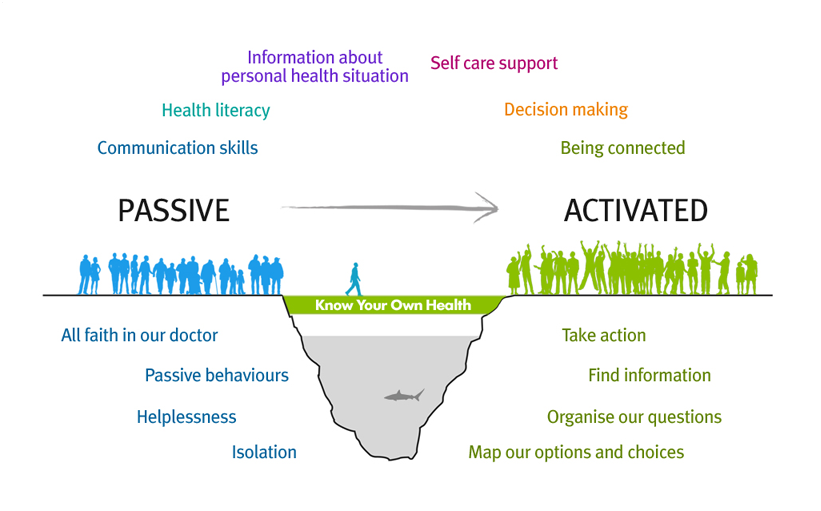 Information about
personal health situation
Self care support
Health literacy
Decision making
Communication skills
Being connected
PASSIVE
ACTIVATED
Know Your Own Health
All faith in our doctor
Take action
Passive behaviours
Find information
Helplessness
Organise our questions
Isolation
Map our options and choices